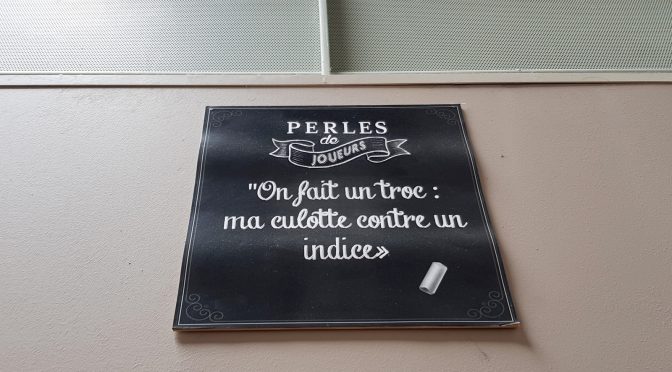 PERLES
de
JOUEURS
"On fait un troc :
ma culotte contre un
indice»